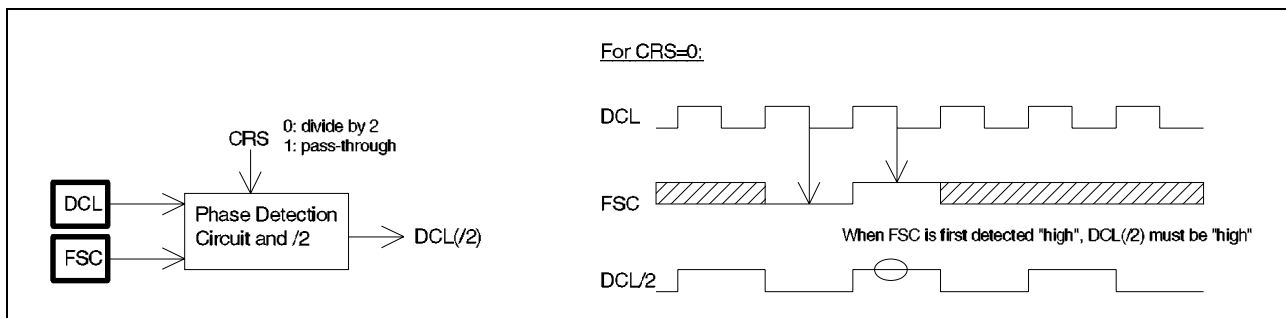 CRS
0: divide by 2
1: pass-through
DCL
FSC
Phase Detection
Circuit and /2
DCL(/2)
For CRS=0:
DCL
FSC
When FSC is first detected "high", DCL(/2) must be "high"
DCL/2